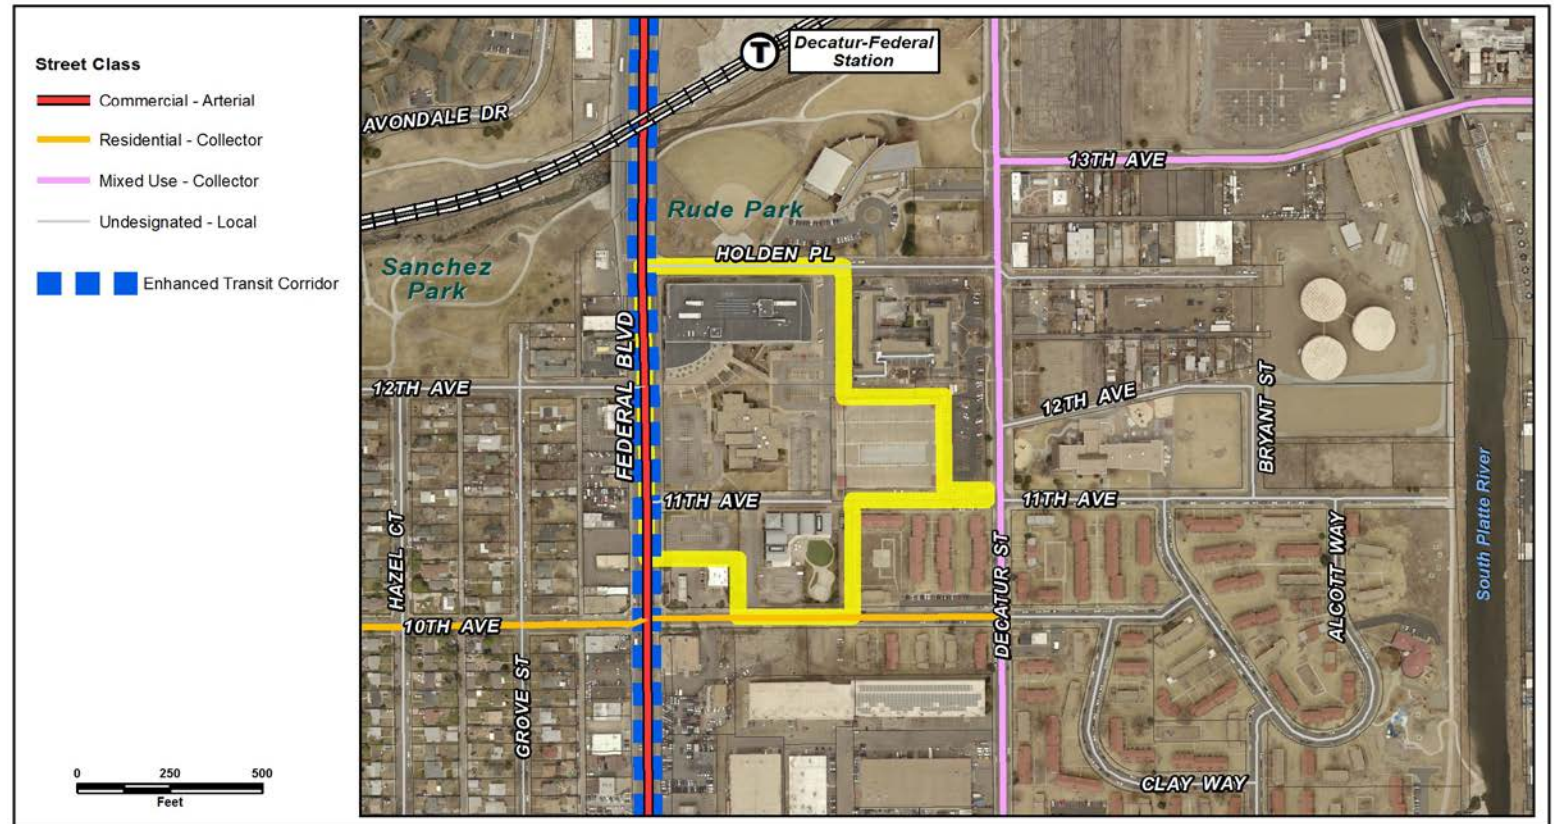 Street Class
Commercial - Arterial
Residential - Collector
Mixed Use - Collector
Undesignated - Local
Enhanced Transit Corridor
0 250 500
Feet
T
Decatur-Federal
Station
AVONDALE DR
13TH AVE
Rude Park
HOLDEN PL
Sanchez
Park
FEDERAL BLVD
12TH AVE
12TH AVE
BRYANT ST
11TH AVE
11TH AVE
South Platte River
HAZEL CT
DECATUR ST
ALCOTT WAY
10TH AVE
GROVE ST
CLAY WAY